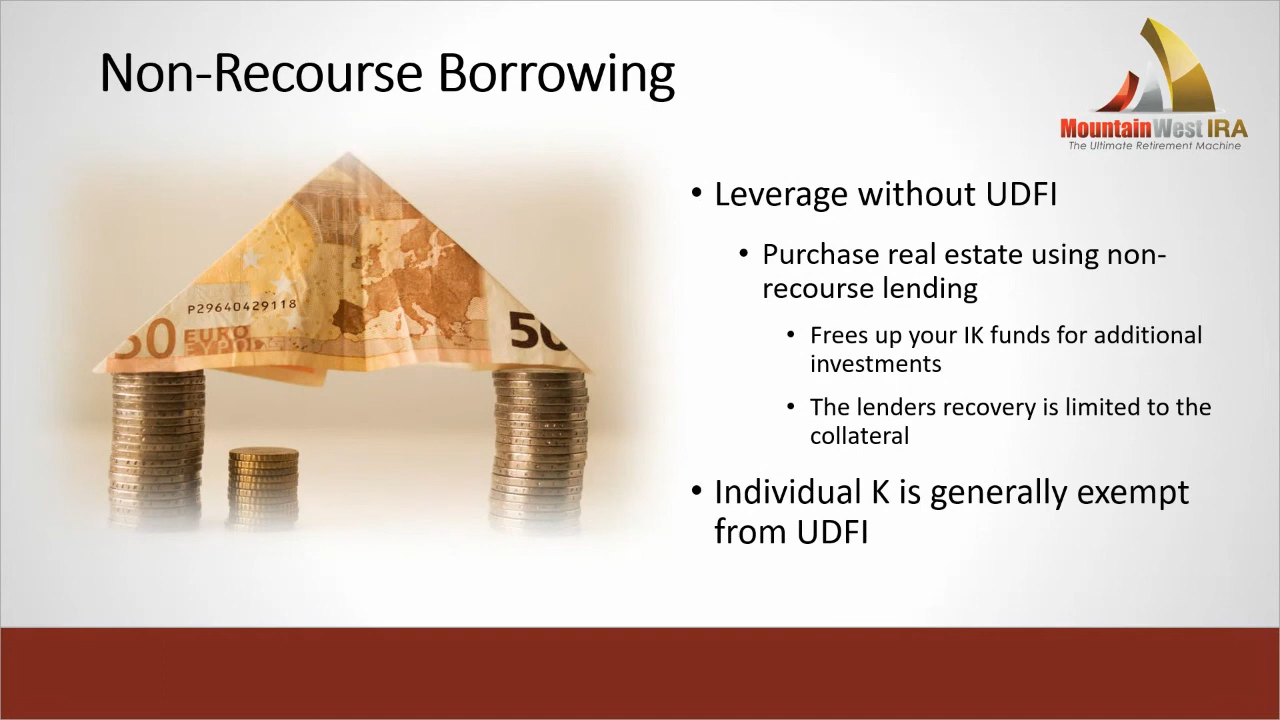 Non-Recourse Borrowing
MountainWest IRA
The Ultimate Retirement Machine
P29640429118
50 EURO
50
• Leverage without UDFI
• Purchase real estate using non-
recourse lending
• Frees up your IK funds for additional
investments
• The lenders recovery is limited to the
collateral
• Individual K is generally exempt
from UDFI